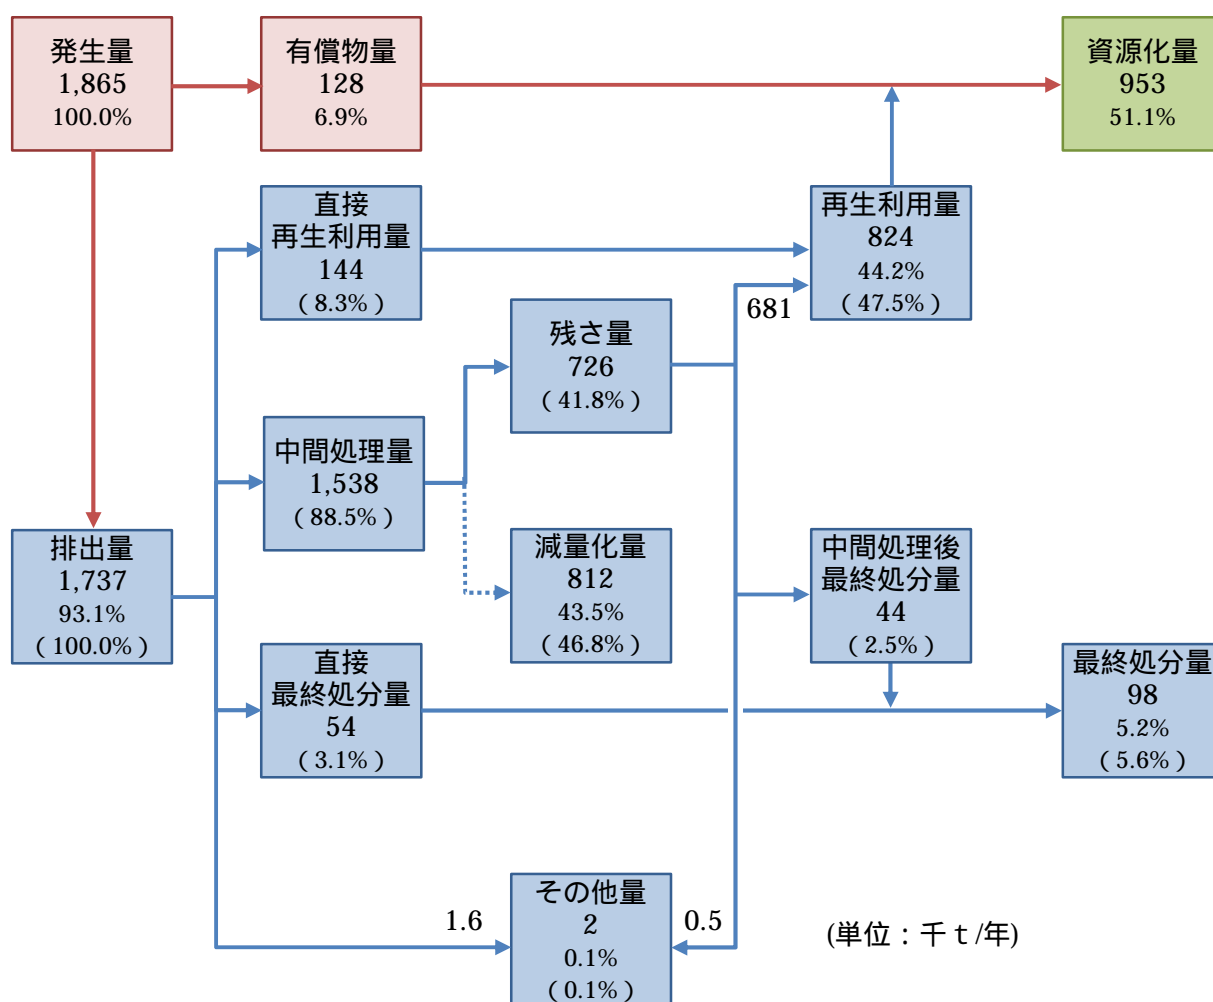 発生量
1,865
100.0%
有償物量
128
6.9%
資源化量
953
51.1%
直接
再生利用量
144
(8.3%)
再生利用量
824
44.2%
(47.5%)
681
残さ量
726
(41.8%)
中間処理量
1,538
(88.5%)
排出量
1,737
93.1%
(100.0%)
減量化量
812
43.5%
(46.8%)
中間処理後
最終処分量
44
(2.5%)
直接
最終処分量
54
(3.1%)
最終処分量
98
5.2%
(5.6%)
1.6
その他量
2
0.1%
(0.1%)
0.5
(単位：千ｔ/年)